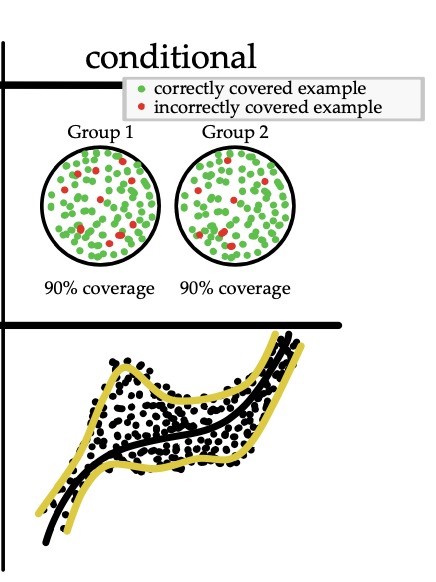 conditional
correctly covered example
incorrectly covered example
Group 1
Group 2
90% coverage
90% coverage